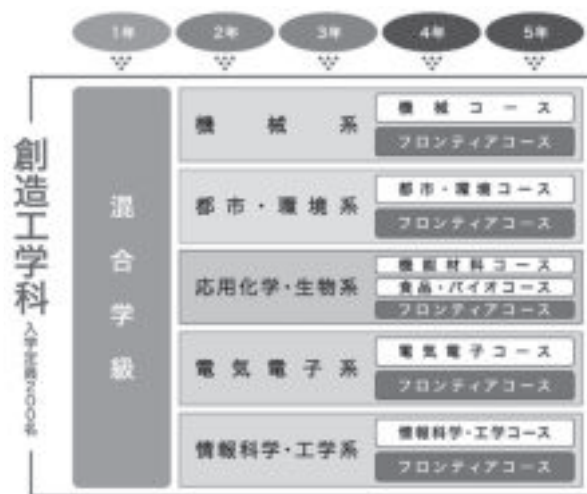 1年 2年 3年 4年 5年
創造工学科
入学定員200名
混合学級
機械系
機械コース
フロンティアコース
都市・環境系
都市・環境コース
フロンティアコース
応用化学・生物系
機能材料コース
食品・バイオコース
フロンティアコース
電気電子系
電気電子コース
フロンティアコース
情報科学・工学系
情報科学・工学コース
フロンティアコース